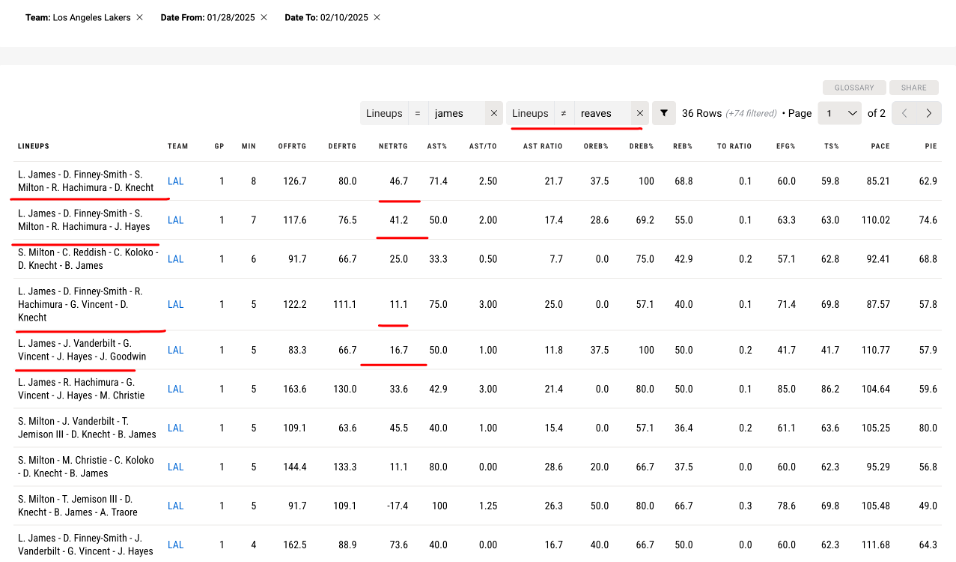 Team: Los Angeles Lakers × Date From: 01/28/2025 × Date To: 02/10/2025 ×
GLOSSARY SHARE
Lineups = james × Lineups ≠ reaves × 36 Rows (+74 filtered) • Page 1 of 2 < >
LINEUPS TEAM GP MIN OFFRTG DEFRTG NETRTG AST% AST/TO AST RATIO OREB% DREB% REB% TO RATIO EFG% TS% PACE PIE
L. James - D. Finney-Smith - S.
Milton - R. Hachimura - D. Knecht LAL 1 8 126.7 80.0 46.7 71.4 2.50 21.7 37.5 100 68.8 0.1 60.0 59.8 85.21 62.9
L. James - D. Finney-Smith - S.
Milton - R. Hachimura - J. Hayes LAL 1 7 117.6 76.5 41.2 50.0 2.00 17.4 28.6 69.2 55.0 0.1 63.3 63.0 110.02 74.6
S. Milton - C. Reddish - C. Koloko -
D. Knecht - B. James LAL 1 6 91.7 66.7 25.0 33.3 0.50 7.7 0.0 75.0 42.9 0.2 57.1 62.8 92.41 68.8
L. James - D. Finney-Smith - R.
Hachimura - G. Vincent - D. LAL 1 5 122.2 111.1 11.1 75.0 3.00 25.0 0.0 57.1 40.0 0.1 71.4 69.8 87.57 57.8
Knecht
L. James - J. Vanderbilt - G.
Vincent - J. Hayes - J. Goodwin LAL 1 5 83.3 66.7 16.7 50.0 1.00 11.8 37.5 100 50.0 0.2 41.7 41.7 110.77 57.9
L. James - R. Hachimura - G.
Vincent - J. Hayes - M. Christie LAL 1 5 163.6 130.0 33.6 42.9 3.00 21.4 0.0 80.0 50.0 0.1 85.0 86.2 104.64 59.6
S. Milton - J. Vanderbilt - T.
Jemison III - D. Knecht - B. James LAL 1 5 109.1 63.6 45.5 40.0 1.00 15.4 0.0 57.1 36.4 0.2 61.1 63.6 105.25 80.0
S. Milton - M. Christie - C. Koloko
- D. Knecht - B. James LAL 1 5 144.4 133.3 11.1 80.0 0.00 28.6 20.0 66.7 37.5 0.0 60.0 62.3 95.29 56.8
S. Milton - T. Jemison III - D.
Knecht - B. James - A. Traore LAL 1 5 91.7 109.1 -17.4 100 1.25 26.3 50.0 80.0 66.7 0.3 78.6 69.8 105.48 49.0
L. James - D. Finney-Smith - J.
Vanderbilt - G. Vincent - J. Hayes LAL 1 4 162.5 88.9 73.6 40.0 0.00 16.7 40.0 66.7 50.0 0.0 60.0 62.3 111.68 64.3